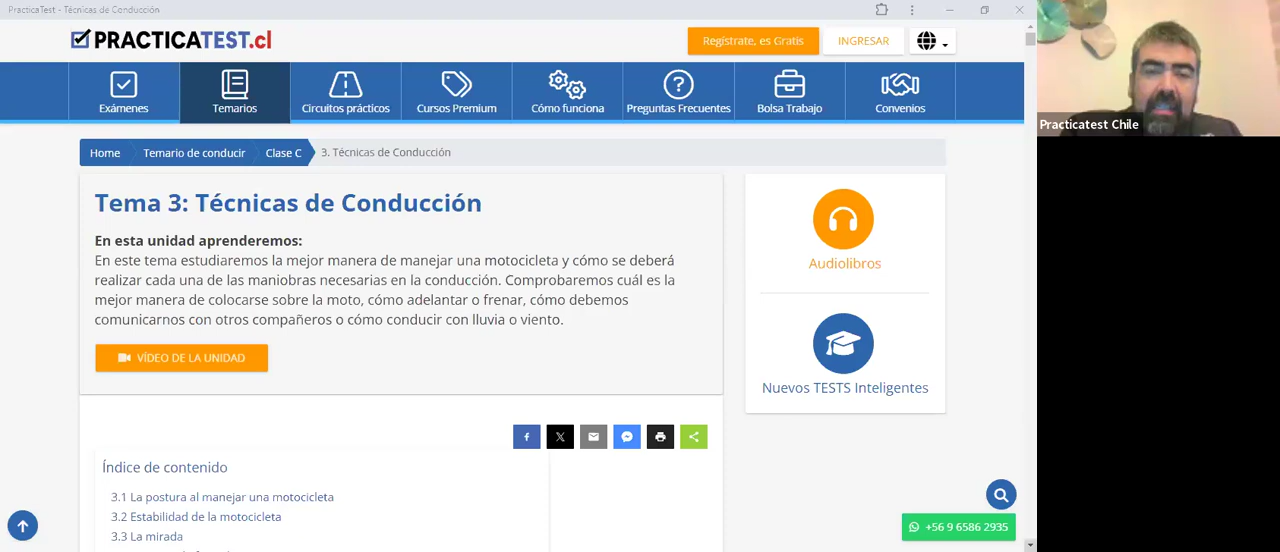 PracticaTest - Técnicas de Conducción
PRACTICATEST.cl
Regístrate, es Gratis
INGRESAR
Exámenes
Temarios
Circuitos prácticos
Cursos Premium
Cómo funciona
Preguntas Frecuentes
Bolsa Trabajo
Convenios
Home
Temario de conducir
Clase C
3. Técnicas de Conducción
Tema 3: Técnicas de Conducción
En esta unidad aprenderemos:
En este tema estudiaremos la mejor manera de manejar una motocicleta y cómo se deberá
realizar cada una de las maniobras necesarias en la conducción. Comprobaremos cuál es la
mejor manera de colocarse sobre la moto, cómo adelantar o frenar, cómo debemos
comunicarnos con otros compañeros o cómo conducir con lluvia o viento.
VÍDEO DE LA UNIDAD
Audiolibros
Nuevos TESTS Inteligentes
Índice de contenido
3.1 La postura al manejar una motocicleta
3.2 Estabilidad de la motocicleta
3.3 La mirada
+56 9 6586 2935
Practicatest Chile